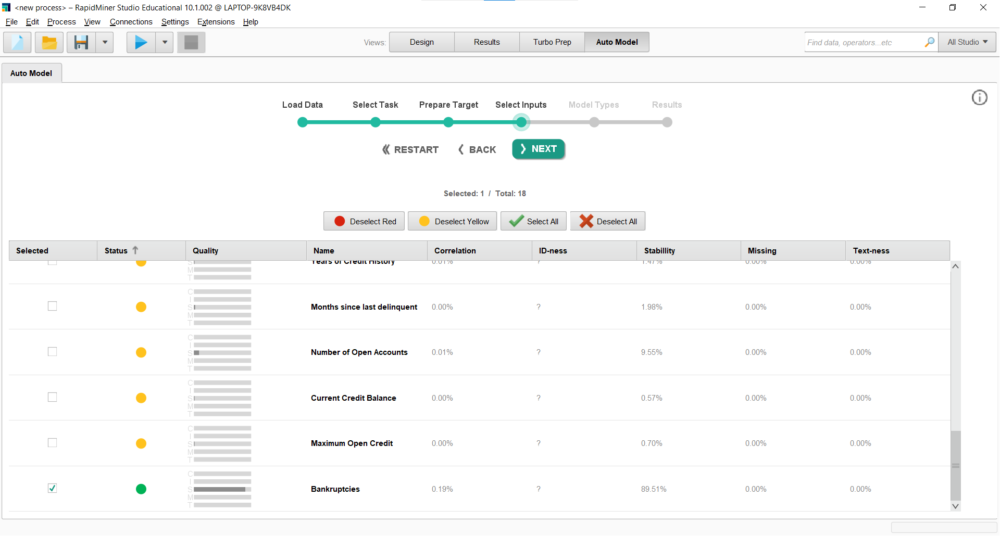 <new process> – RapidMiner Studio Educational 10.1.002 @ LAPTOP-9K8VB4DK
File Edit Process View Connections Settings Extensions Help
Views: Design Results Turbo Prep Auto Model Find data, operators...etc All Studio
Auto Model
Load Data Select Task Prepare Target Select Inputs Model Types Results
RESTART BACK NEXT
Selected: 1 / Total: 18
Deselect Red Deselect Yellow Select All Deselect All
Selected Status Quality Name Correlation ID-ness Stabillity Missing Text-ness
S Years of Credit History 0.01% ? 1.47% 0.00% 0.00%
M
T
C
I
S Months since last delinquent 0.00% ? 1.98% 0.00% 0.00%
M
T
C
I
S Number of Open Accounts 0.01% ? 9.55% 0.00% 0.00%
M
T
C
I
S Current Credit Balance 0.00% ? 0.57% 0.00% 0.00%
M
T
C
I
S Maximum Open Credit 0.00% ? 0.70% 0.00% 0.00%
M
T
C
I
S Bankruptcies 0.19% ? 89.51% 0.00% 0.00%
M
T